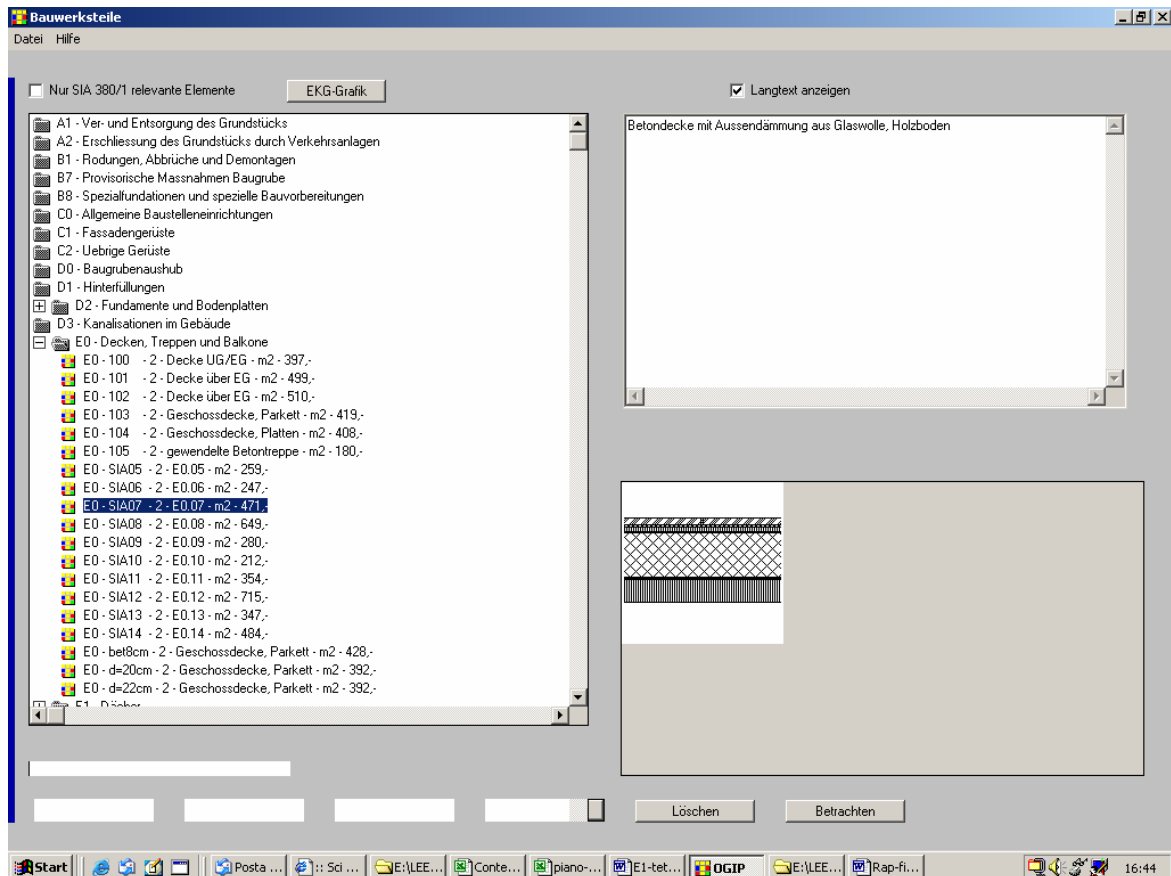 Bauwerksteile
Datei Hilfe
Nur SIA 380/1 relevante Elemente
EKG-Grafik
Langtext anzeigen
A1 - Ver- und Entsorgung des Grundstücks
A2 - Erschliessung des Grundstücks durch Verkehrsanlagen
B1 - Rodungen, Abbrüche und Demontagen
B7 - Provisorische Massnahmen Baugrube
B8 - Spezialfundationen und spezielle Bauvorbereitungen
C0 - Allgemeine Baustelleneinrichtungen
C1 - Fassadengerüste
C2 - Uebrige Gerüste
D0 - Baugrubenaushub
D1 - Hinterfüllungen
D2 - Fundamente und Bodenplatten
D3 - Kanalisationen im Gebäude
E0 - Decken, Treppen und Balkone
E0 - 100 - 2 - Decke UG/EG - m2 - 397,-
E0 - 101 - 2 - Decke über EG - m2 - 499,-
E0 - 102 - 2 - Decke über EG - m2 - 510,-
E0 - 103 - 2 - Geschossdecke, Parkett - m2 - 419,-
E0 - 104 - 2 - Geschossdecke, Platten - m2 - 408,-
E0 - 105 - 2 - gewendelte Betontreppe - m2 - 180,-
E0 - SIA05 - 2 - E0.05 - m2 - 259,-
E0 - SIA06 - 2 - E0.06 - m2 - 247,-
E0 - SIA07 - 2 - E0.07 - m2 - 471,-
E0 - SIA08 - 2 - E0.08 - m2 - 649,-
E0 - SIA09 - 2 - E0.09 - m2 - 280,-
E0 - SIA10 - 2 - E0.10 - m2 - 212,-
E0 - SIA11 - 2 - E0.11 - m2 - 354,-
E0 - SIA12 - 2 - E0.12 - m2 - 715,-
E0 - SIA13 - 2 - E0.13 - m2 - 347,-
E0 - SIA14 - 2 - E0.14 - m2 - 484,-
E0 - bet8cm - 2 - Geschossdecke, Parkett - m2 - 428,-
E0 - d=20cm - 2 - Geschossdecke, Parkett - m2 - 392,-
E0 - d=22cm - 2 - Geschossdecke, Parkett - m2 - 392,-
E1 - Dächer
Betondecke mit Aussendämmung aus Glaswolle, Holzboden
Löschen
Betrachten
Start
Posta ...
:: Sci ...
E:\LEE...
Conte...
piano-...
E1-tet...
OGIP
E:\LEE...
Rap-fi...
16:44